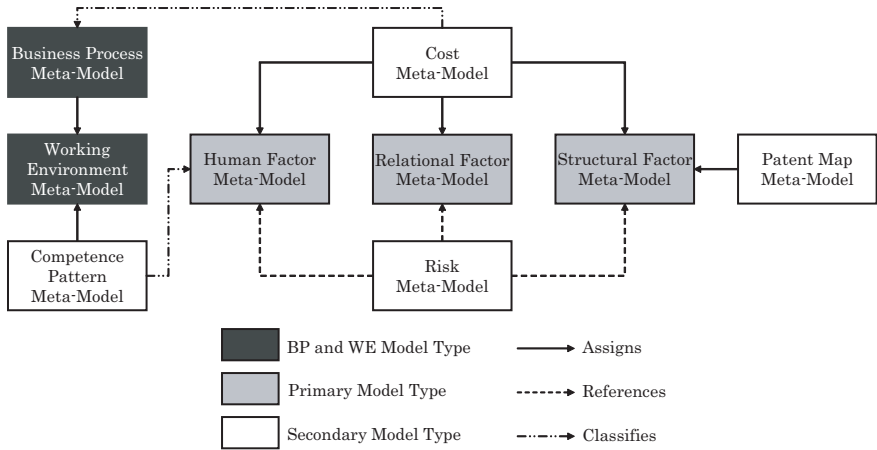 Business Process
Meta-Model
Cost
Meta-Model
Working
Environment
Meta-Model
Human Factor
Meta-Model
Relational Factor
Meta-Model
Structural Factor
Meta-Model
Patent Map
Meta-Model
Competence
Pattern
Meta-Model
Risk
Meta-Model
BP and WE Model Type
Assigns
Primary Model Type
References
Secondary Model Type
Classifies